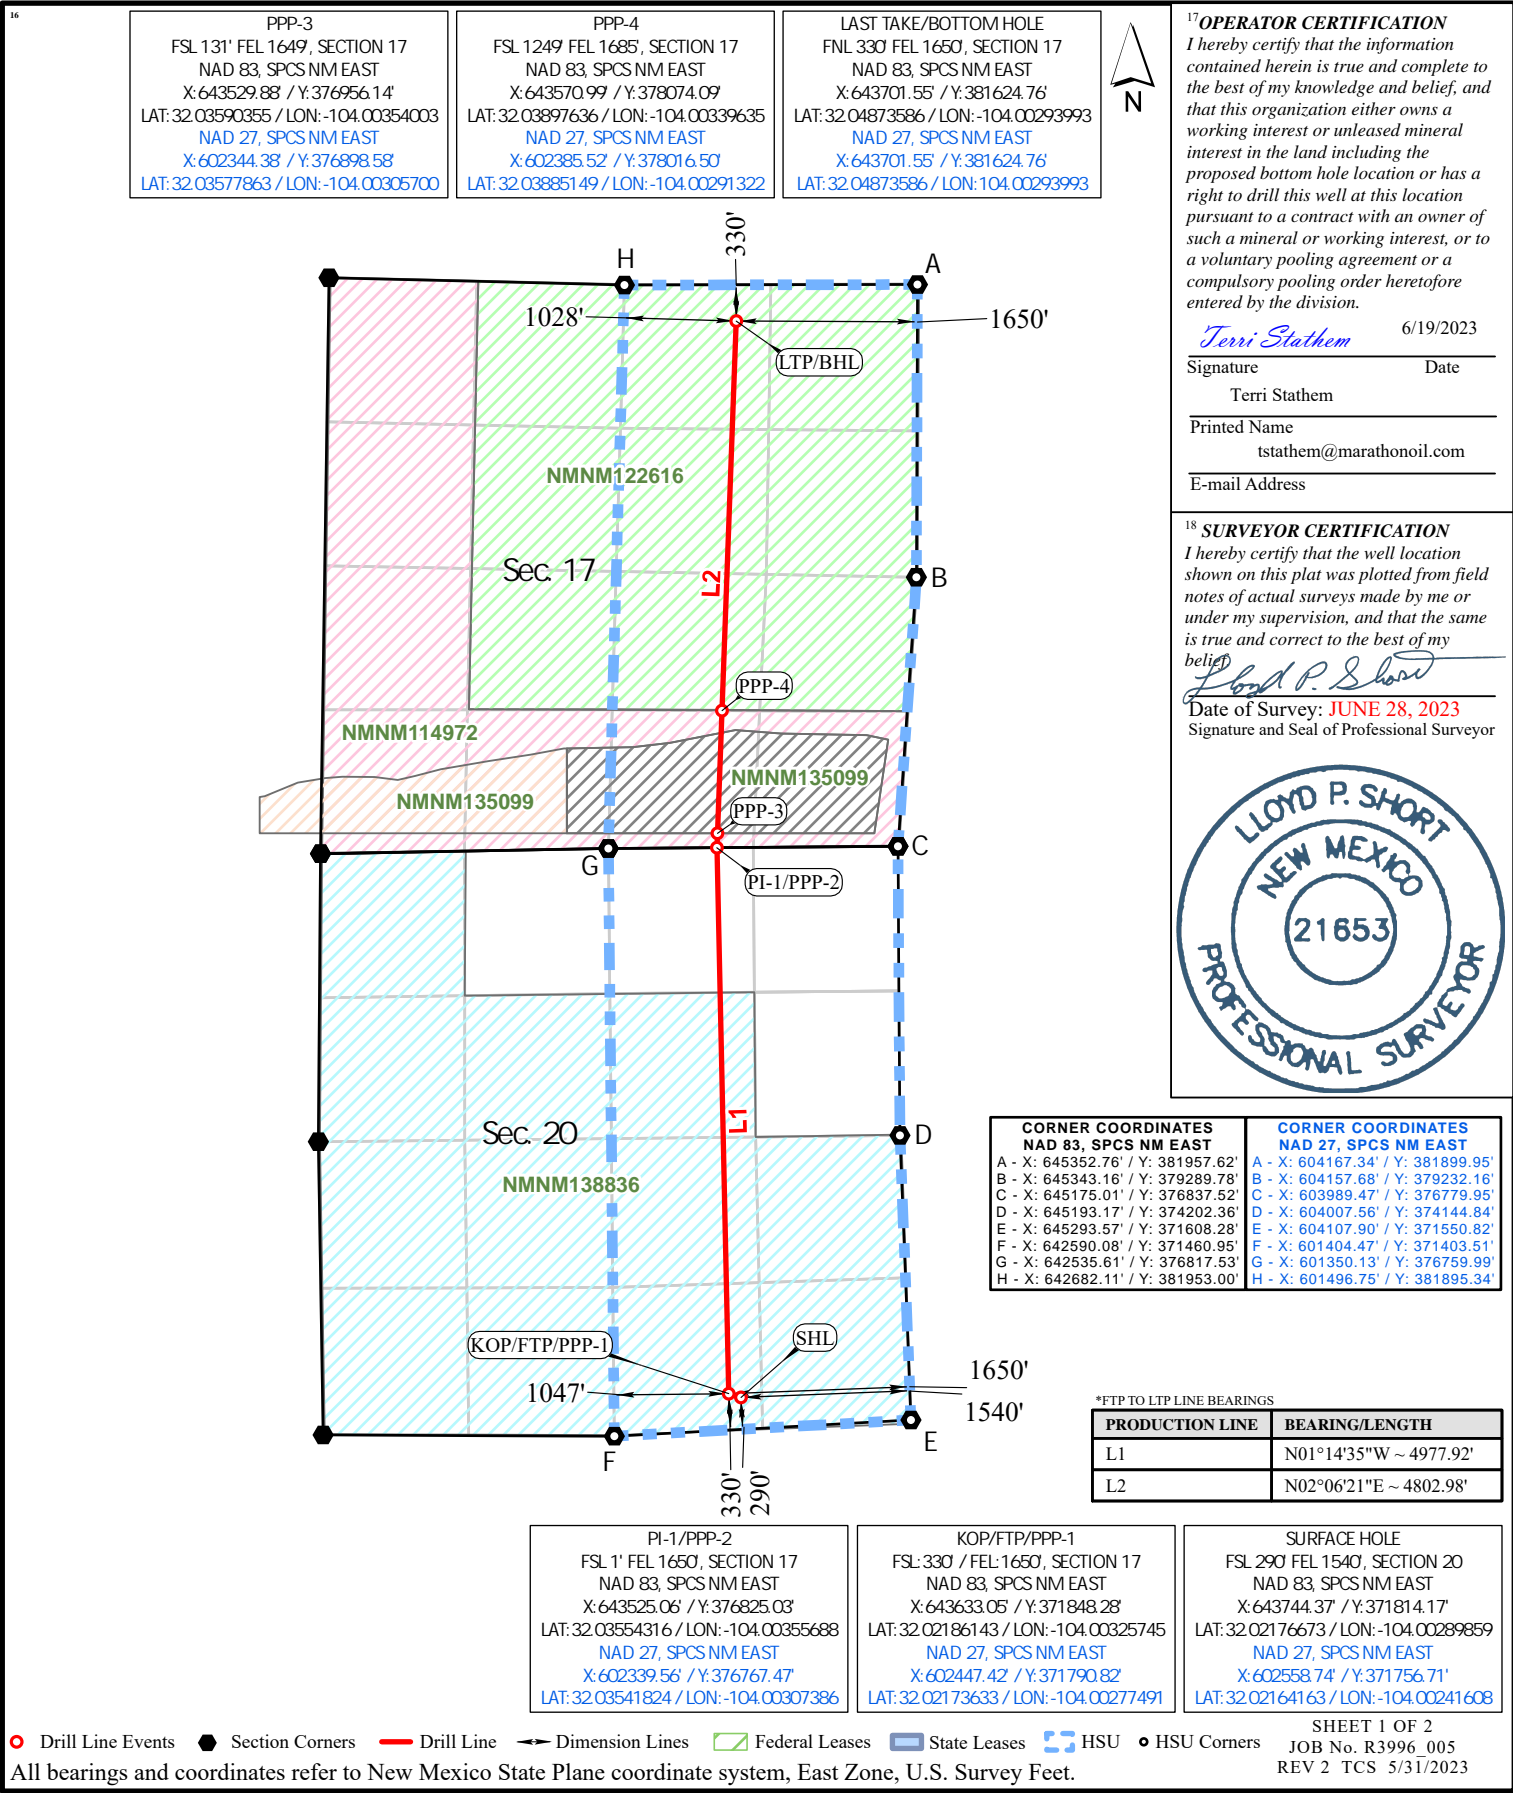 16
PPP-3
FSL 131' FEL 1649', SECTION 17
NAD 83, SPCS NM EAST
X:643529.88' / Y:376956.14'
LAT:32.03590355 / LON:-104.00354003
NAD 27, SPCS NM EAST
X:602344.38' / Y:376898.58'
LAT:32.03577863 / LON:-104.00305700
PPP-4
FSL 1249' FEL 1685', SECTION 17
NAD 83, SPCS NM EAST
X:643570.99' / Y:378074.09'
LAT:32.03897636 / LON:-104.00339635
NAD 27, SPCS NM EAST
X:602385.52' / Y:378016.50'
LAT:32.03885149 / LON:-104.00291322
LAST TAKE/BOTTOM HOLE
FNL 330' FEL 1650', SECTION 17
NAD 83, SPCS NM EAST
X:643701.55' / Y:381624.76'
LAT:32.04873586 / LON:-104.00293993
NAD 27, SPCS NM EAST
X:643701.55' / Y:381624.76'
LAT:32.04873586 / LON:104.00293993
N
17 OPERATOR CERTIFICATION
I hereby certify that the information
contained herein is true and complete to
the best of my knowledge and belief, and
that this organization either owns a
working interest or unleased mineral
interest in the land including the
proposed bottom hole location or has a
right to drill this well at this location
pursuant to a contract with an owner of
such a mineral or working interest, or to
a voluntary pooling agreement or a
compulsory pooling order heretofore
entered by the division.
Terri Stathem 6/19/2023
Signature Date
Terri Stathem
Printed Name
tstathem@marathonoil.com
E-mail Address
18 SURVEYOR CERTIFICATION
I hereby certify that the well location
shown on this plat was plotted from field
notes of actual surveys made by me or
under my supervision, and that the same
is true and correct to the best of my
belief.
Lloyd P. Short
Date of Survey: JUNE 28, 2023
Signature and Seal of Professional Surveyor
LLOYD P. SHORT
NEW MEXICO
21653
PROFESSIONAL SURVEYOR
330'
H
A
1028'
1650'
LTP/BHL
NMNM122616
Sec. 17
L2
B
PPP-4
NMNM114972
NMNM135099
NMNM135099
PPP-3
G
C
PI-1/PPP-2
Sec. 20
L1
D
NMNM138836
KOP/FTP/PPP-1
SHL
1047'
1650'
1540'
F
E
330'
290'
CORNER COORDINATES
NAD 83, SPCS NM EAST
A - X: 645352.76' / Y: 381957.62'
B - X: 645343.16' / Y: 379289.78'
C - X: 645175.01' / Y: 376837.52'
D - X: 645193.17' / Y: 374202.36'
E - X: 645293.57' / Y: 371608.28'
F - X: 642590.08' / Y: 371460.95'
G - X: 642535.61' / Y: 376817.53'
H - X: 642682.11' / Y: 381953.00'
CORNER COORDINATES
NAD 27, SPCS NM EAST
A - X: 604167.34' / Y: 381899.95'
B - X: 604157.68' / Y: 379232.16'
C - X: 603989.47' / Y: 376779.95'
D - X: 604007.56' / Y: 374144.84'
E - X: 604107.90' / Y: 371550.82'
F - X: 601404.47' / Y: 371403.51'
G - X: 601350.13' / Y: 376759.99'
H - X: 601496.75' / Y: 381895.34'
*FTP TO LTP LINE BEARINGS
PRODUCTION LINE BEARING/LENGTH
L1 N01°14'35"W ~ 4977.92'
L2 N02°06'21"E ~ 4802.98'
PI-1/PPP-2
FSL 1' FEL 1650', SECTION 17
NAD 83, SPCS NM EAST
X:643525.06' / Y:376825.03'
LAT:32.03554316 / LON:-104.00355688
NAD 27, SPCS NM EAST
X:602339.56' / Y:376767.47'
LAT:32.03541824 / LON:-104.00307386
KOP/FTP/PPP-1
FSL:330' / FEL:1650', SECTION 17
NAD 83, SPCS NM EAST
X:643633.05' / Y:371848.28'
LAT:32.02186143 / LON:-104.00325745
NAD 27, SPCS NM EAST
X:602447.42' / Y:371790.82'
LAT:32.02173633 / LON:-104.00277491
SURFACE HOLE
FSL 290' FEL 1540', SECTION 20
NAD 83, SPCS NM EAST
X:643744.37' / Y:371814.17'
LAT:32.02176673 / LON:-104.00289859
NAD 27, SPCS NM EAST
X:602558.74' / Y:371756.71'
LAT:32.02164163 / LON:-104.00241608
Drill Line Events Section Corners Drill Line Dimension Lines Federal Leases State Leases HSU HSU Corners
All bearings and coordinates refer to New Mexico State Plane coordinate system, East Zone, U.S. Survey Feet.
SHEET 1 OF 2
JOB No. R3996_005
REV 2 TCS 5/31/2023